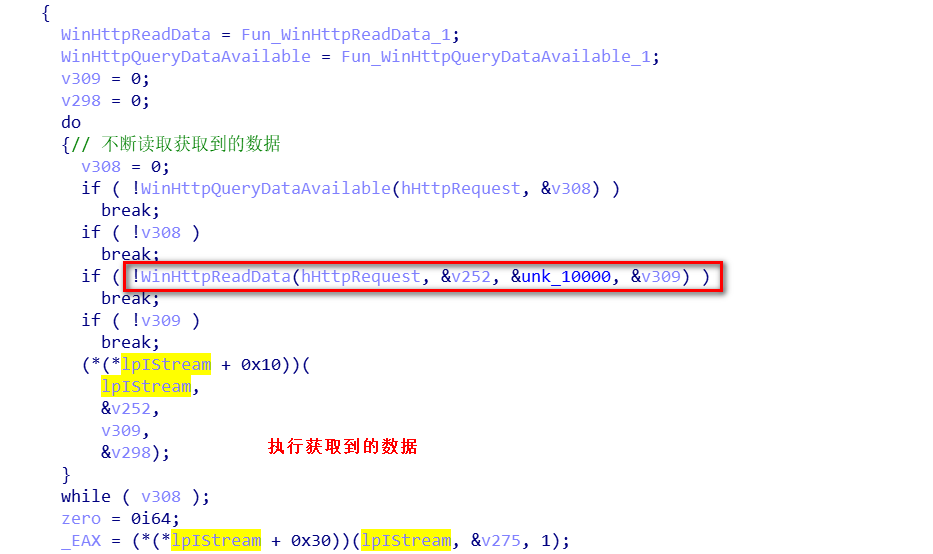 {
WinHttpReadData = Fun_WinHttpReadData_1;
WinHttpQueryDataAvailable = Fun_WinHttpQueryDataAvailable_1;
v309 = 0;
v298 = 0;
do
{// 不断读取获取到的数据
v308 = 0;
if ( !WinHttpQueryDataAvailable(hHttpRequest, &v308) )
break;
if ( !v308 )
break;
if ( !WinHttpReadData(hHttpRequest, &v252, &unk_10000, &v309) )
break;
if ( !v309 )
break;
(*(*lpIStream + 0x10))(
lpIStream,
&v252,
v309,
&v298);
执行获取到的数据
}
while ( v308 );
zero = 0i64;
_EAX = (*(*lpIStream + 0x30))(lpIStream, &v275, 1);